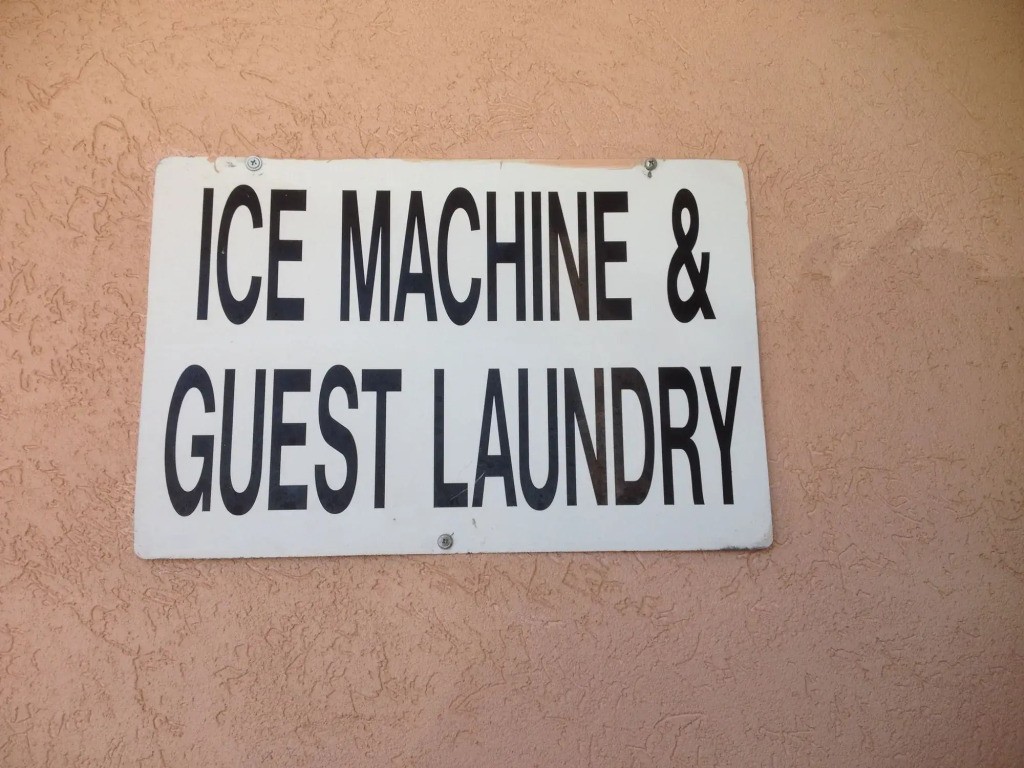 ICE MACHINE &
GUEST LAUNDRY